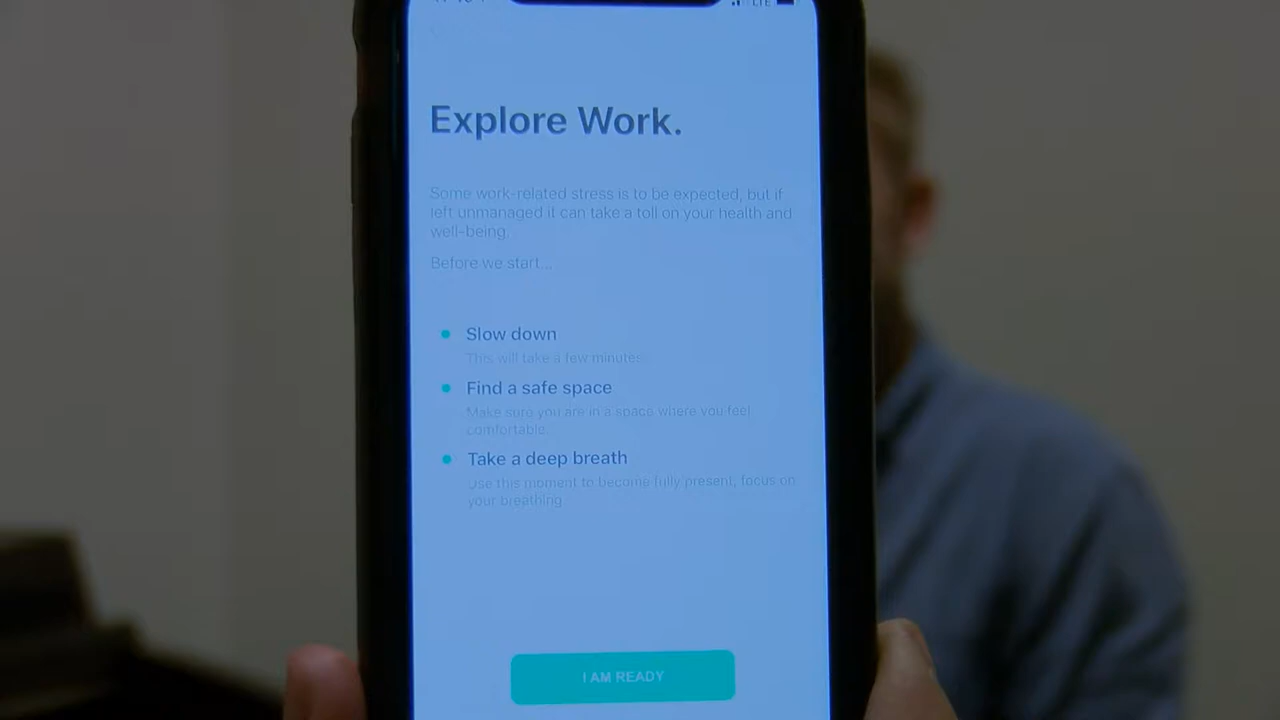 LTE
Explore Work.
Some work-related stress is to be expected, but if
left unmanaged it can take a toll on your health and
well-being.
Before we start...
Slow down
This will take a few minutes.
Find a safe space
Make sure you are in a space where you feel
comfortable.
Take a deep breath
Use this moment to become fully present, focus on
your breathing
I AM READY